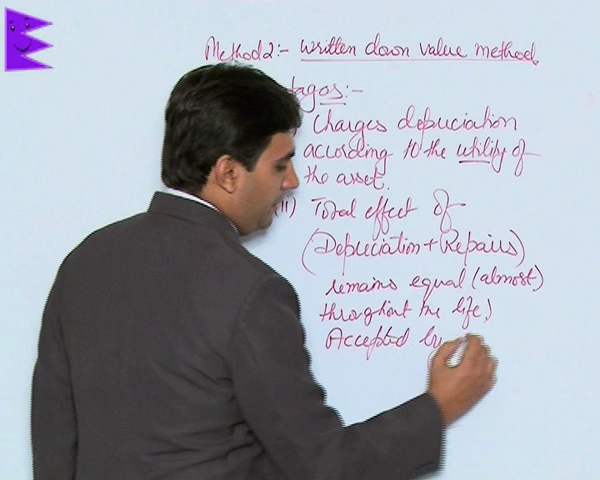 Method 2:- Written down value method
tages:-
Charges depreciation
according to the utility of
the asset.
(ii) Total effect of
(Depreciation + Repairs)
remains equal (almost)
throughout the life,)
Accepted by